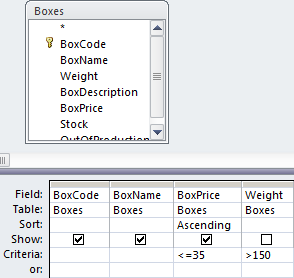 Boxes
*
BoxCode
BoxName
Weight
BoxDescription
BoxPrice
Stock
OutOfProduction
Field: BoxCode BoxName BoxPrice Weight
Table: Boxes Boxes Boxes Boxes
Sort: Ascending
Show:
Criteria: <=35 >150
or: